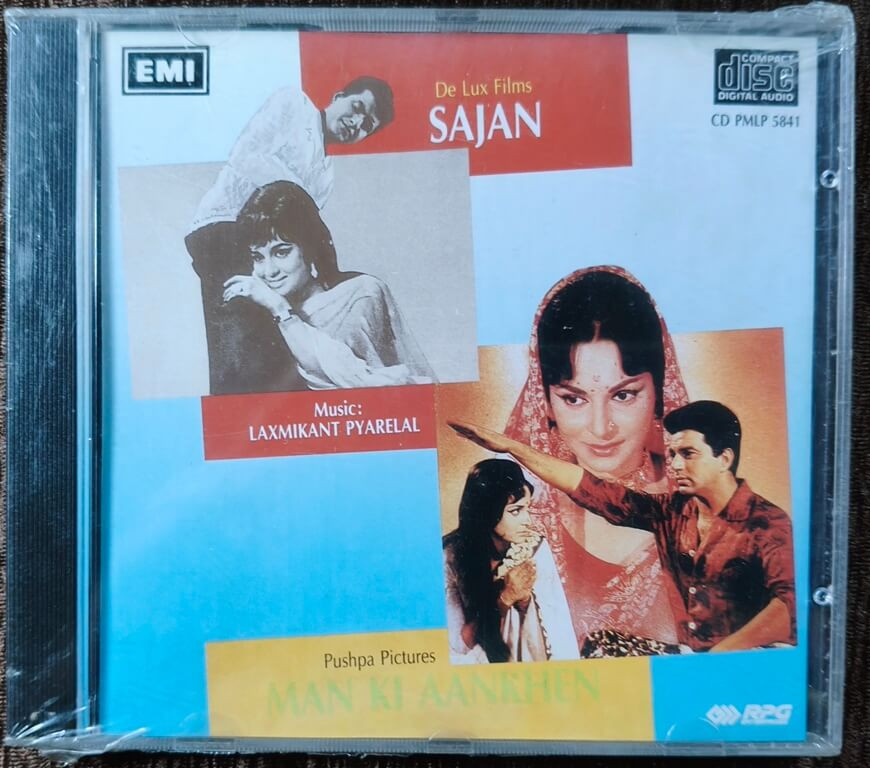 EMI
De Lux Films
SAJAN
COMPACT
disc
DIGITAL AUDIO
CD PMLP 5841
Music:
LAXMIKANT PYARELAL
Pushpa Pictures
MAN KI AANKHEN
RPG